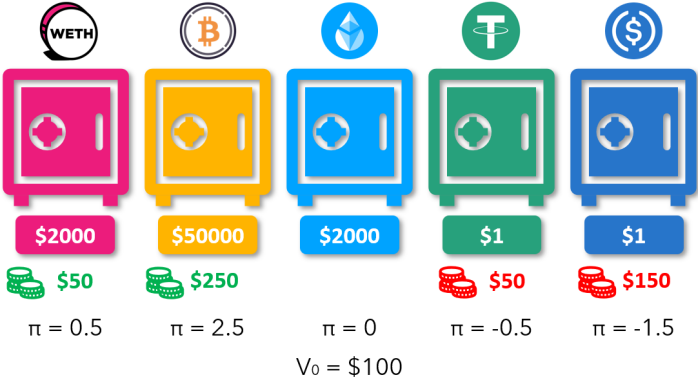 WETH
$2000 $50000 $2000 $1 $1
$50 $250 $50 $150
π = 0.5 π = 2.5 π = 0 π = -0.5 π = -1.5
V₀ = $100